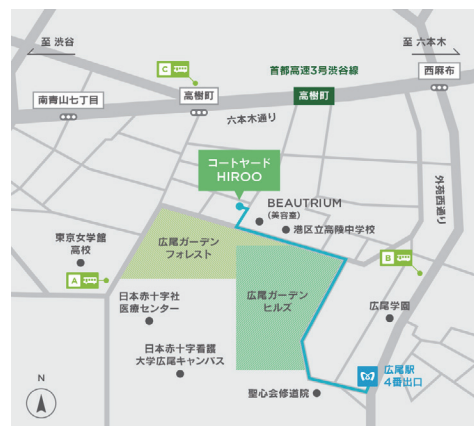 至 渋谷
至 六本木
C
首都高速3号渋谷線
西麻布
南青山七丁目
高樹町
高樹町
六本木通り
外苑西通り
コートヤード
HIROO
BEAUTRIUM
(美容室)
港区立高陵中学校
東京女学館
高校
広尾ガーデン
フォレスト
B
A
日本赤十字社
医療センター
広尾ガーデン
ヒルズ
広尾学園
日本赤十字看護
大学広尾キャンパス
広尾駅
4番出口
聖心会修道院
N